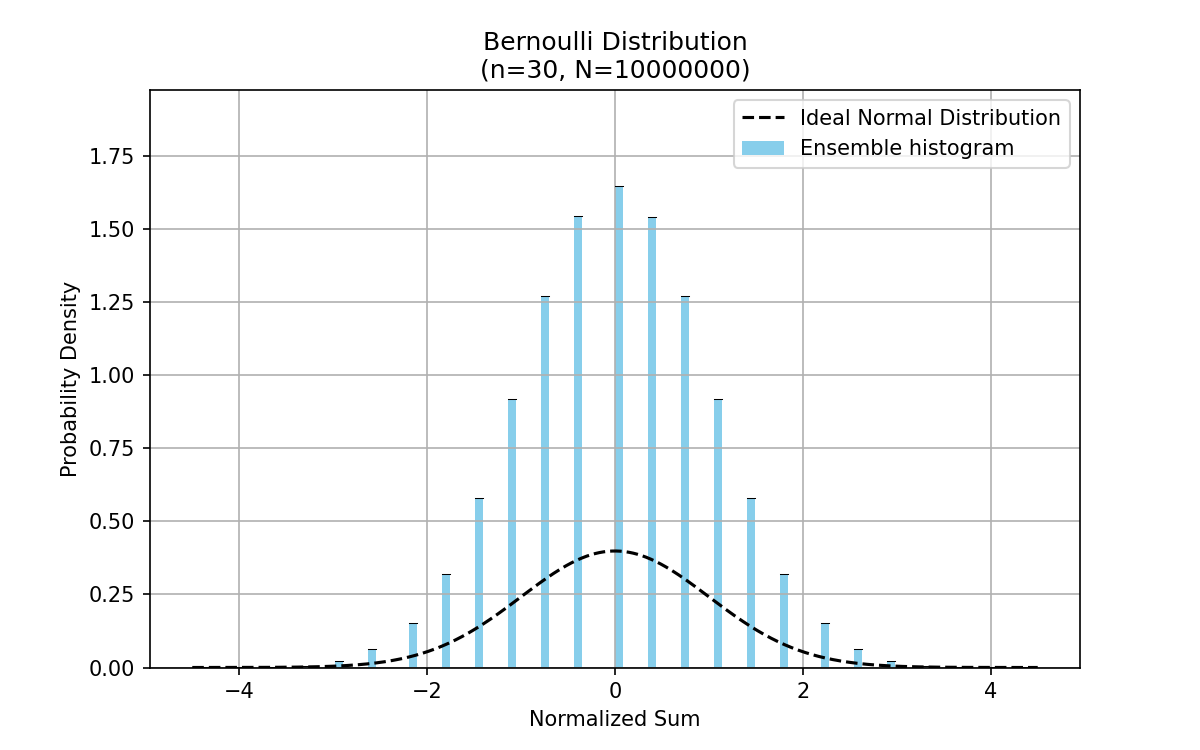 Bernoulli Distribution
(n=30, N=10000000)
Ideal Normal Distribution
Ensemble histogram
Probability Density
1.75
1.50
1.25
1.00
0.75
0.50
0.25
0.00
−4 −2 0 2 4
Normalized Sum